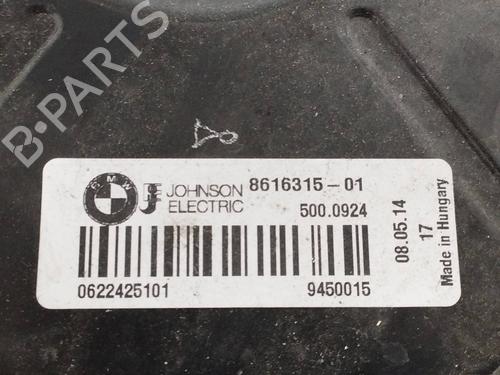 B-PARTS
BMW
JOHNSON ELECTRIC
8616315-01
500.0924
0622425101
9450015
08.05.14
17
Made in Hungary